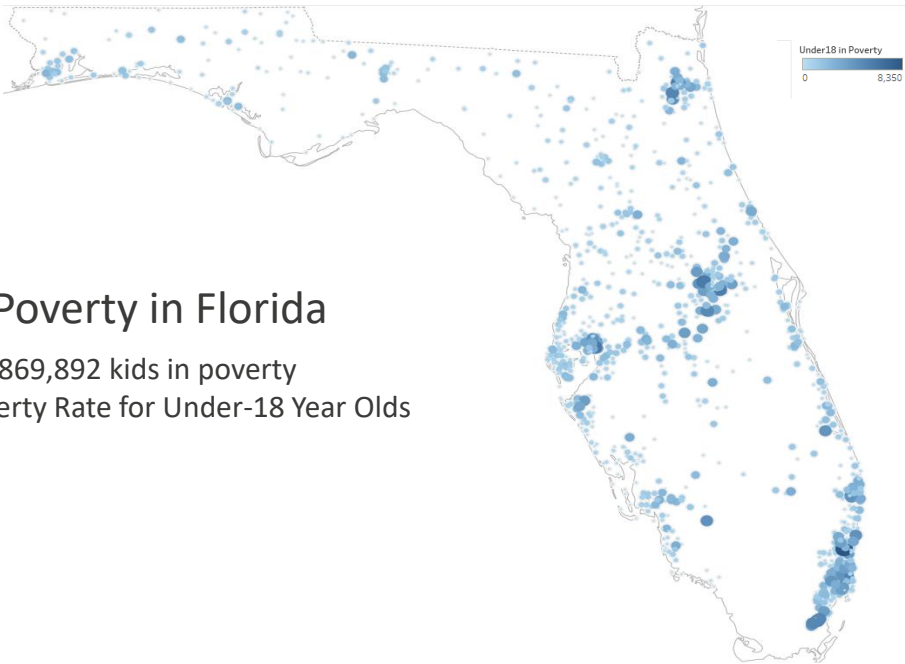 Under18 in Poverty
0 8,350
Poverty in Florida
869,892 kids in poverty
erty Rate for Under-18 Year Olds